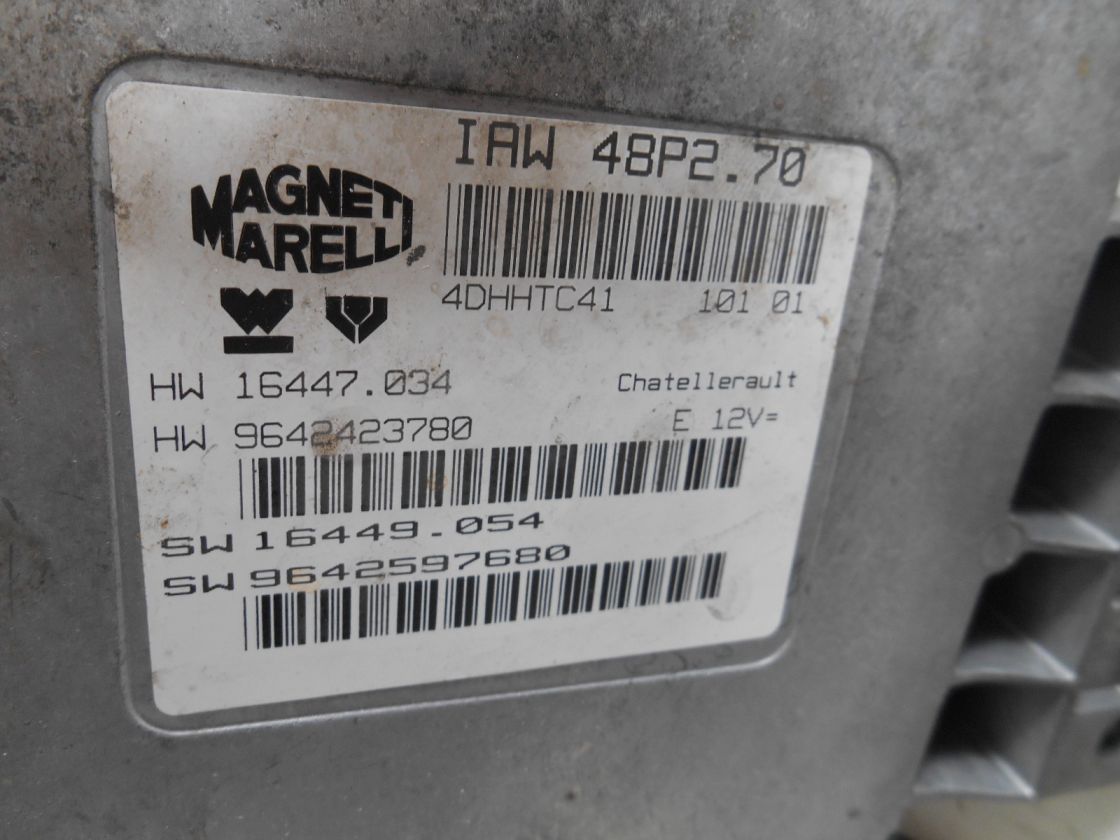 IAW 48P2.70
MAGNETI
MARELLI
4DHHTC41 101 01
HW 16447.034 Chatellerault
HW 9642423780 E 12V=
SW 16449.054
SW 9642597680